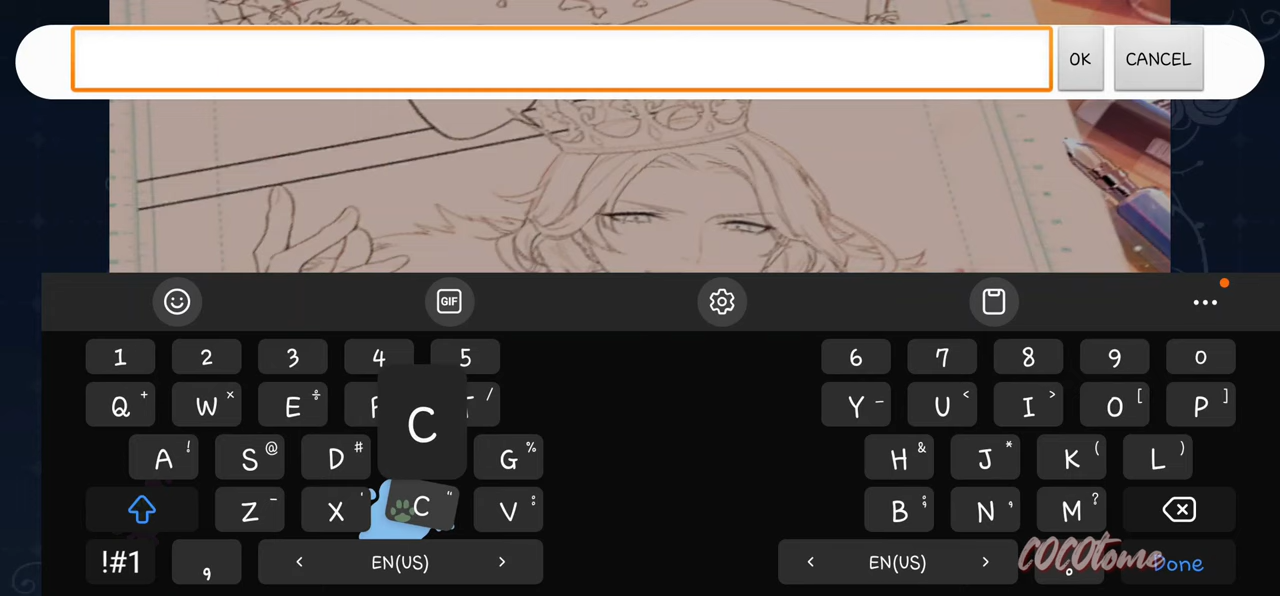 OK CANCEL
GIF
1 2 3 4 5 6 7 8 9 0
Q + W × E ÷ / Y - U < I > O [ P ]
C
A ! S @ D # G % H & J * K ( L )
Z - X ' C " V : B ; N , M ?
!#1 , < EN(US) > < EN(US) > . Done
COCOtome